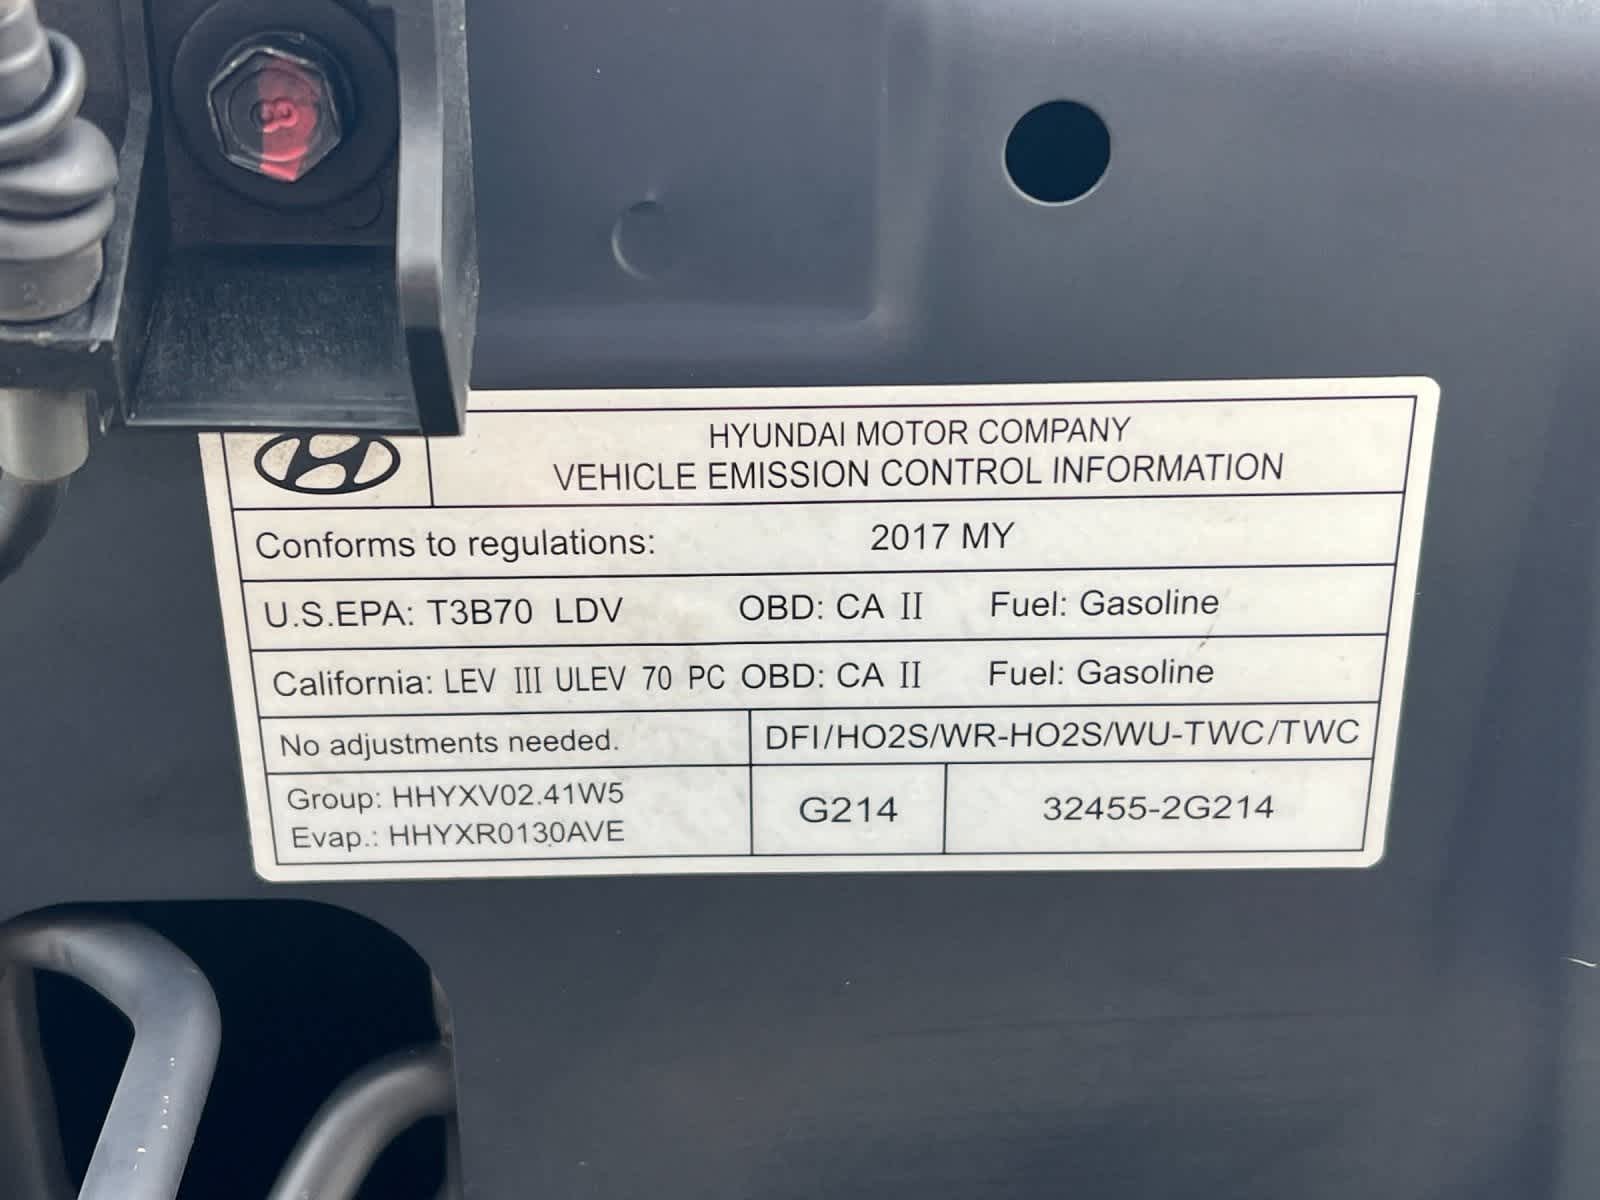 HYUNDAI MOTOR COMPANY
VEHICLE EMISSION CONTROL INFORMATION
Conforms to regulations: 2017 MY
U.S.EPA: T3B70 LDV OBD: CA II Fuel: Gasoline
California: LEV III ULEV 70 PC OBD: CA II Fuel: Gasoline
No adjustments needed. DFI/HO2S/WR-HO2S/WU-TWC/TWC
Group: HHYXV02.41W5
Evap.: HHYXR0130AVE
G214 32455-2G214